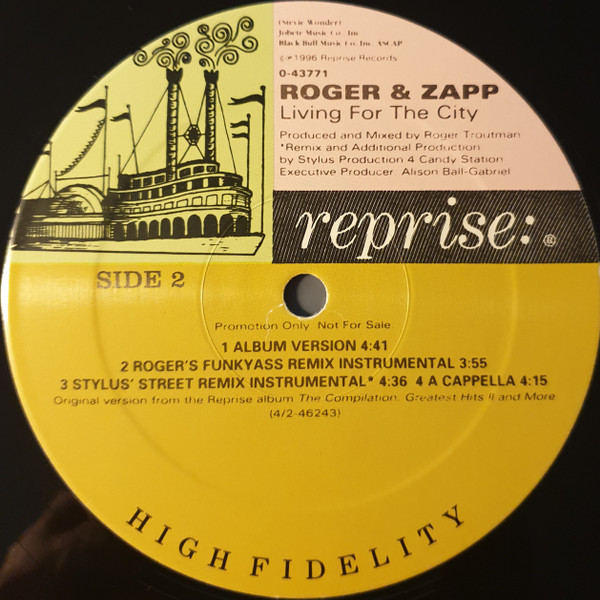 (Stevie Wonder)
Jobete Music Co., Inc
Black Bull Music Co. Inc. ASCAP
©℗1996 Reprise Records
0-43771
ROGER & ZAPP
Living For The City
Produced and Mixed by Roger Troutman
*Remix and Additional Production
by Stylus Production 4 Candy Station
Executive Producer: Alison Ball-Gabriel
reprise:®
SIDE 2
Promotion Only. Not For Sale.
1 ALBUM VERSION 4:41
2 ROGER'S FUNKYASS REMIX INSTRUMENTAL 3:55
3 STYLUS' STREET REMIX INSTRUMENTAL* 4:36 4 A CAPPELLA 4:15
Original version from the Reprise album The Compilation: Greatest Hits II and More
(4/2-46243)
HIGH FIDELITY